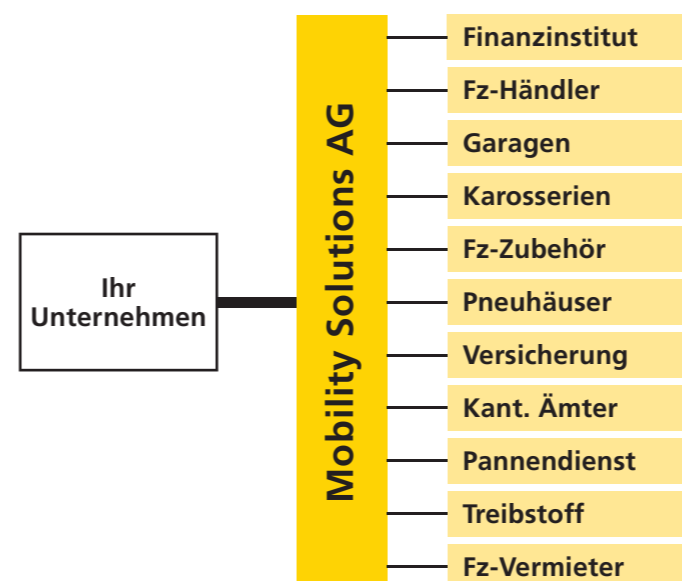 Ihr
Unternehmen
Mobility Solutions AG
Finanzinstitut
Fz-Händler
Garagen
Karosserien
Fz-Zubehör
Pneuhäuser
Versicherung
Kant. Ämter
Pannendienst
Treibstoff
Fz-Vermieter